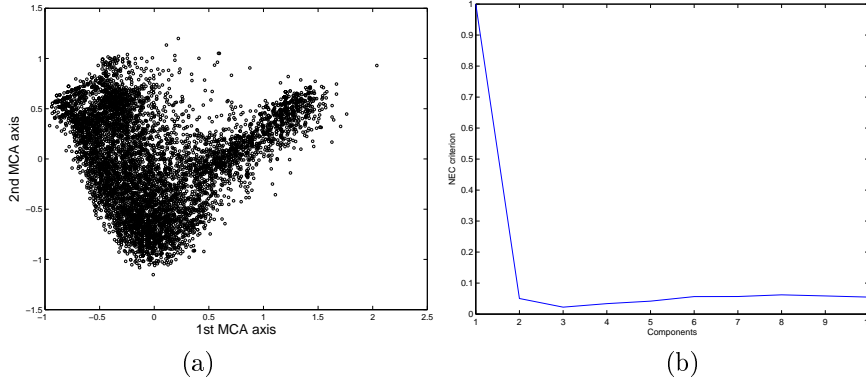 1.5
1
0.5
0
−0.5
−1
−1.5
2nd MCA axis
−1 −0.5 0 0.5 1 1.5 2 2.5
1st MCA axis
(a)
1
0.9
0.8
0.7
0.6
0.5
0.4
0.3
0.2
0.1
0
NEC criterion
1 2 3 4 5 6 7 8 9 1
Components
(b)